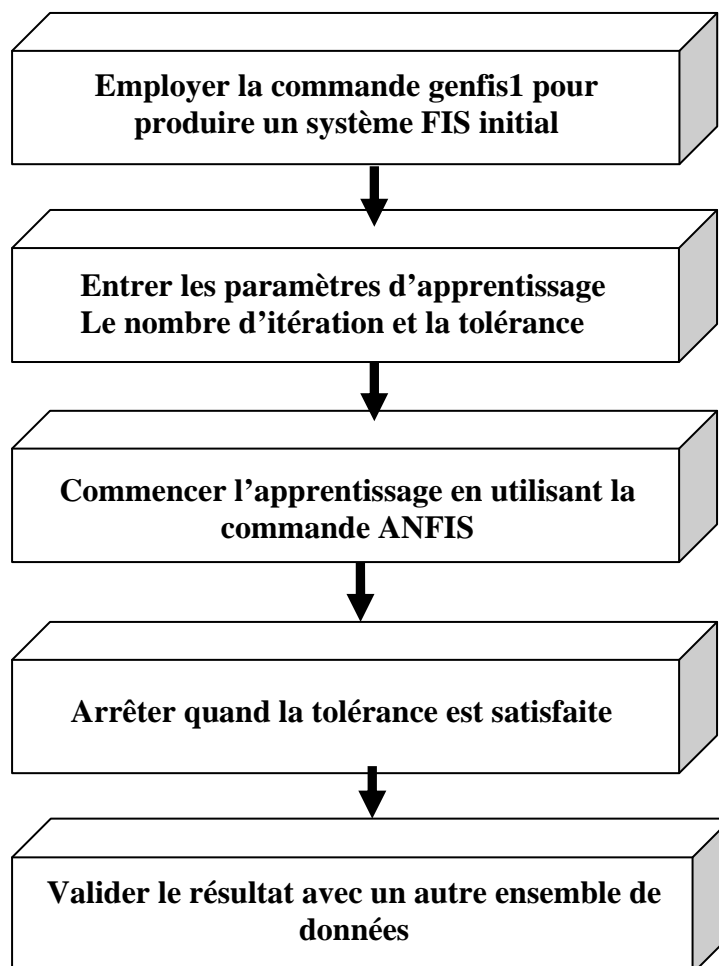 Employer la commande genfis1 pour
produire un système FIS initial
Entrer les paramètres d’apprentissage
Le nombre d’itération et la tolérance
Commencer l’apprentissage en utilisant la
commande ANFIS
Arrêter quand la tolérance est satisfaite
Valider le résultat avec un autre ensemble de
données